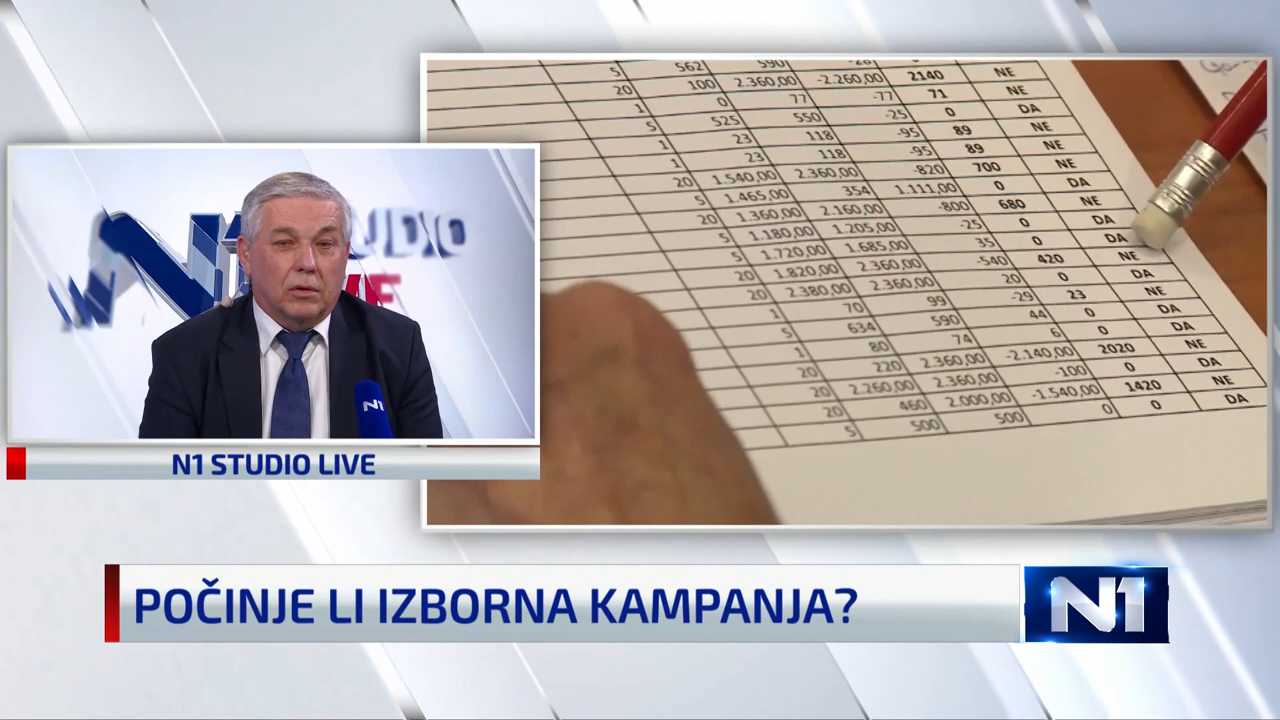 5 562 590 -28
20 100 2.360,00 -2.260,00 2140 NE
1 0 77 -77 71 NE
5 525 550 -25 0 DA
1 23 118 -95 89 NE
1 23 118 -95 89 NE
20 1.540,00 2.360,00 -820 700 NE
5 1.465,00 354 1.111,00 0 DA
20 1.360,00 2.160,00 -800 680 NE
5 1.180,00 1.205,00 -25 0 DA
5 1.720,00 1.685,00 35 0 DA
20 1.820,00 2.360,00 -540 420 NE
20 2.380,00 2.360,00 20 0 DA
1 70 99 -29 23 NE
5 634 590 44 0 DA
1 80 74 6 0 DA
20 220 2.360,00 -2.140,00 2020 NE
20 2.260,00 2.360,00 -100 0 DA
20 460 2.000,00 -1.540,00 1420 NE
5 500 500 0 0 DA
N1
N1 STUDIO LIVE
POČINJE LI IZBORNA KAMPANJA?
N1